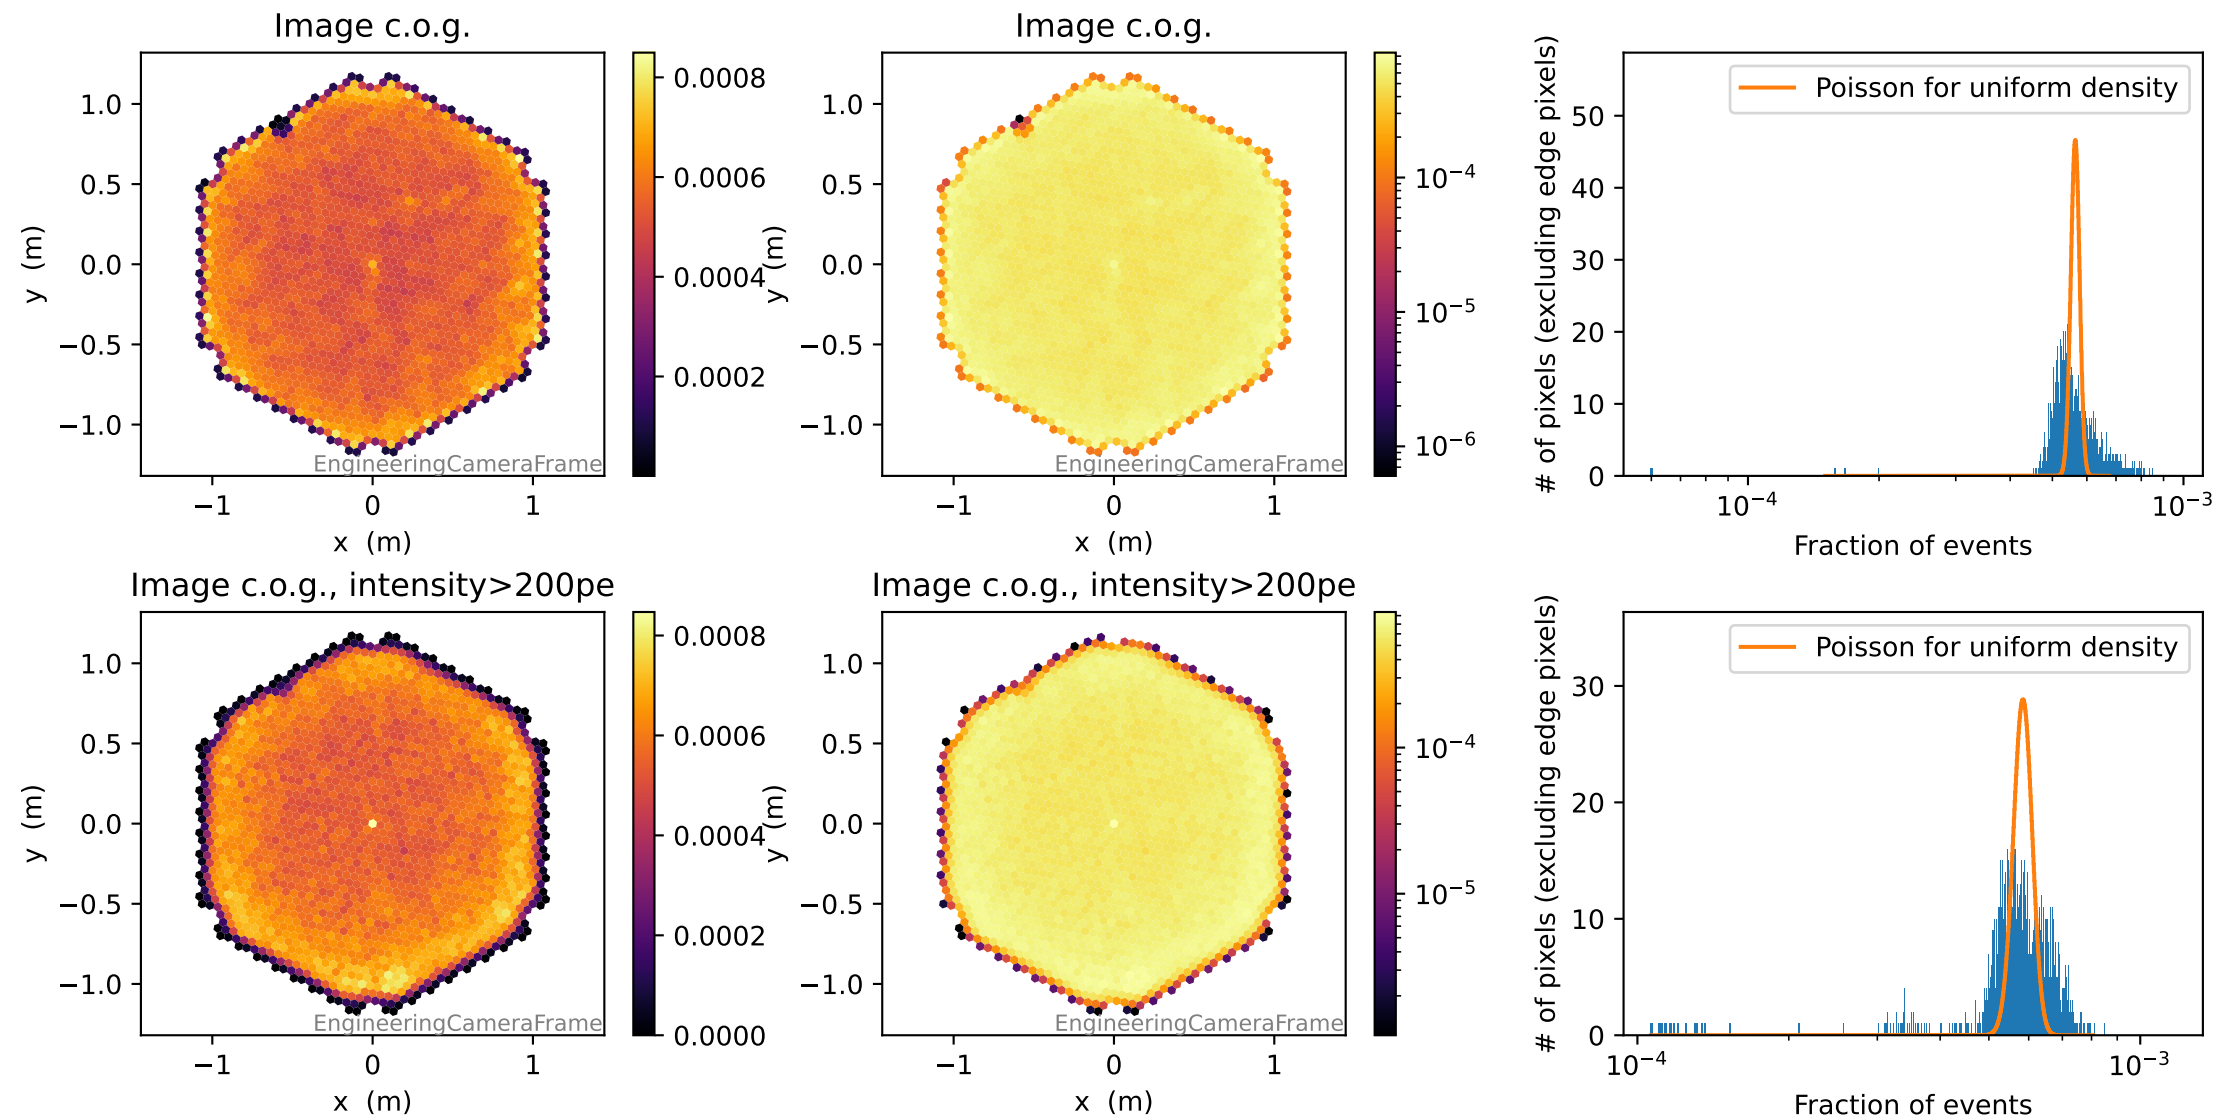 Image c.o.g.
1.0
0.5
0.0
−0.5
−1.0
y (m)
−1
0
1
x (m)
EngineeringCameraFrame
0.0008
0.0006
0.0004
0.0002
Image c.o.g.
1.0
0.5
0.0
−0.5
−1.0
y (m)
−1
0
1
x (m)
EngineeringCameraFrame
10⁻⁴
10⁻⁵
10⁻⁶
# of pixels (excluding edge pixels)
50
40
30
20
10
0
Poisson for uniform density
10⁻⁴
10⁻³
Fraction of events
Image c.o.g., intensity>200pe
1.0
0.5
0.0
−0.5
−1.0
y (m)
−1
0
1
x (m)
EngineeringCameraFrame
0.0008
0.0006
0.0004
0.0002
0.0000
Image c.o.g., intensity>200pe
1.0
0.5
0.0
−0.5
−1.0
y (m)
−1
0
1
x (m)
EngineeringCameraFrame
10⁻⁴
10⁻⁵
# of pixels (excluding edge pixels)
30
20
10
0
Poisson for uniform density
10⁻⁴
10⁻³
Fraction of events